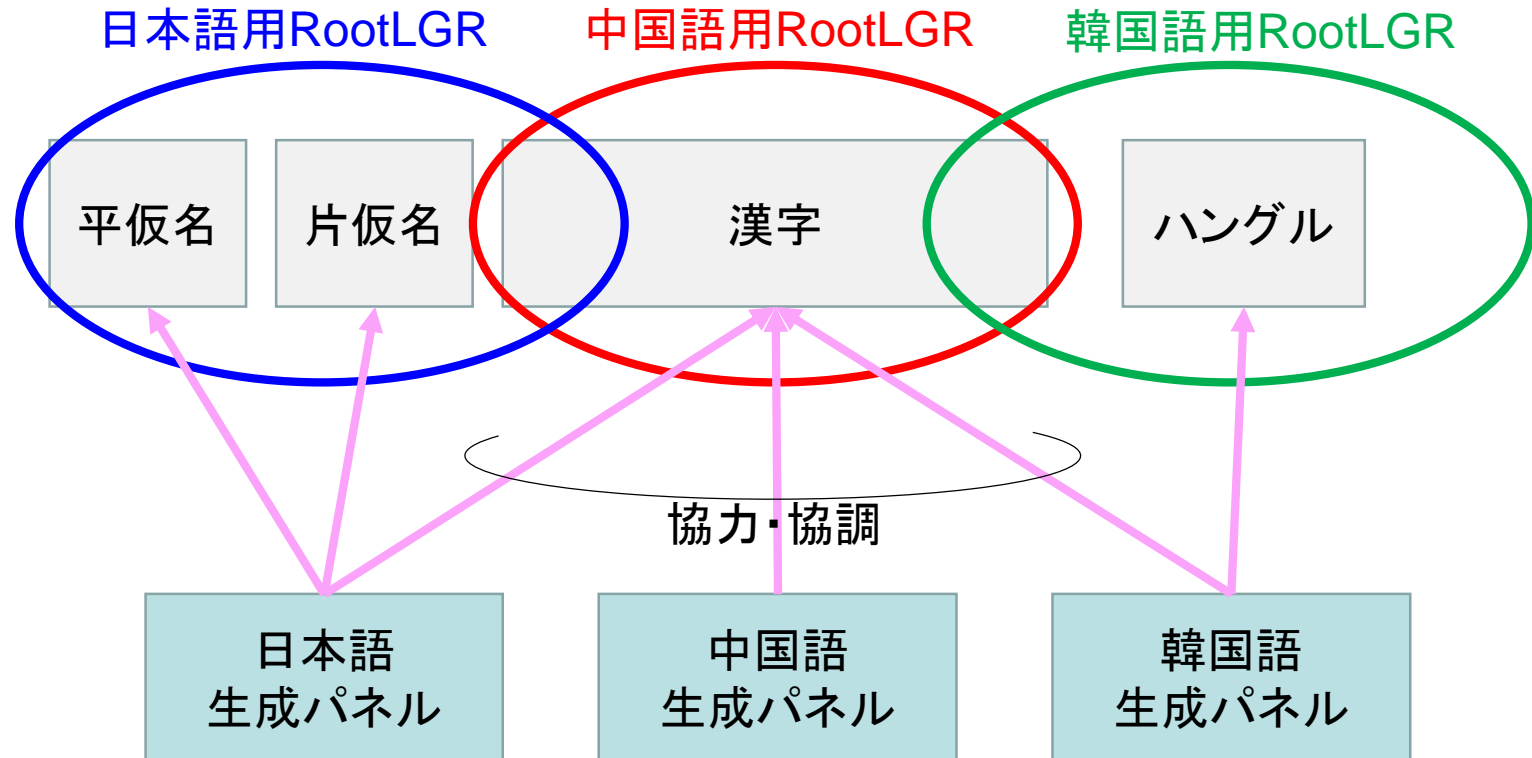 日本語用RootLGR
中国語用RootLGR
韓国語用RootLGR
平仮名
片仮名
漢字
ハングル
協力・協調
日本語
生成パネル
中国語
生成パネル
韓国語
生成パネル